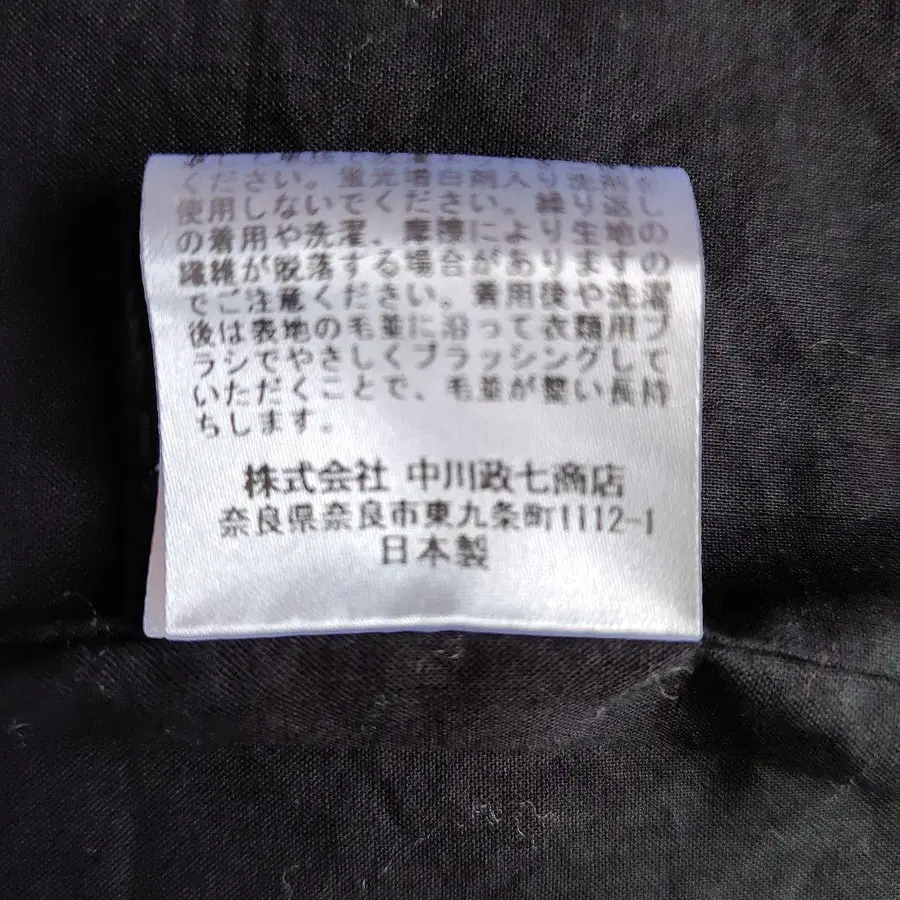 ください。蛍光増白剤入り洗剤を
使用しないでください。繰り返し
の着用や洗濯、摩擦により生地の
繊維が脱落する場合がありますの
でご注意ください。着用後や洗濯
後は表地の毛並に沿って衣類用ブ
ラシでやさしくブラッシングして
いただくことで、毛並が整い長持
ちします。
株式会社 中川政七商店
奈良県奈良市東九条町1112-1
日本製